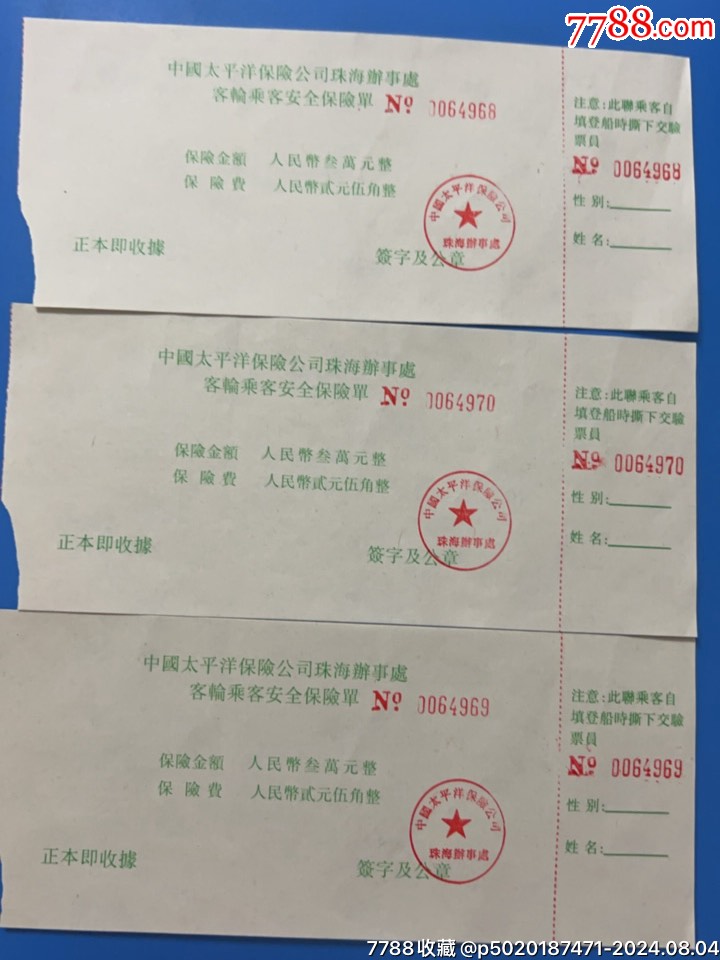 7788.com
中國太平洋保險公司珠海辦事處
客輪乘客安全保險單 № 0064968
保險金額 人民幣叁萬元整
保險費 人民幣貳元伍角整
中國太平洋保險公司
珠海辦事處
正本即收據
簽字及公章
注意:此聯乘客自
填登船時撕下交驗
票員
№ 0064968
性別:
姓名:
中國太平洋保險公司珠海辦事處
客輪乘客安全保險單 № 0064970
保險金額 人民幣叁萬元整
保險費 人民幣貳元伍角整
中國太平洋保險公司
珠海辦事處
正本即收據
簽字及公章
注意:此聯乘客自
填登船時撕下交驗
票員
№ 0064970
性別:
姓名:
中國太平洋保險公司珠海辦事處
客輪乘客安全保險單 № 0064969
保險金額 人民幣叁萬元整
保險費 人民幣貳元伍角整
中國太平洋保險公司
珠海辦事處
正本即收據
簽字及公章
注意:此聯乘客自
填登船時撕下交驗
票員
№ 0064969
性別:
姓名:
7788收藏 @p5020187471-2024.08.04